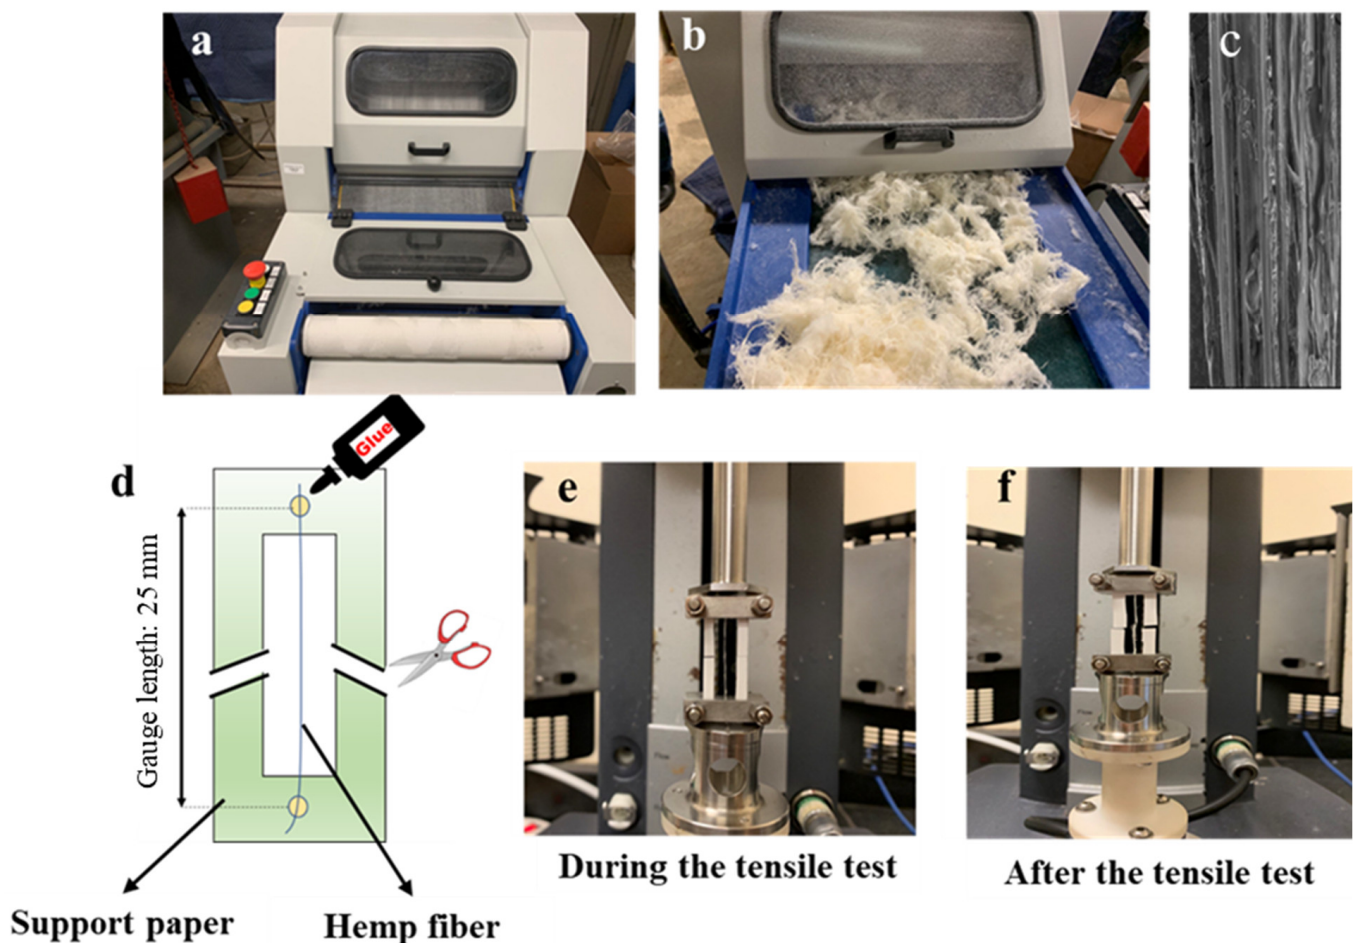 a
b
c
Glue
d
Gauge length: 25 mm
e
f
During the tensile test
After the tensile test
Support paper
Hemp fiber